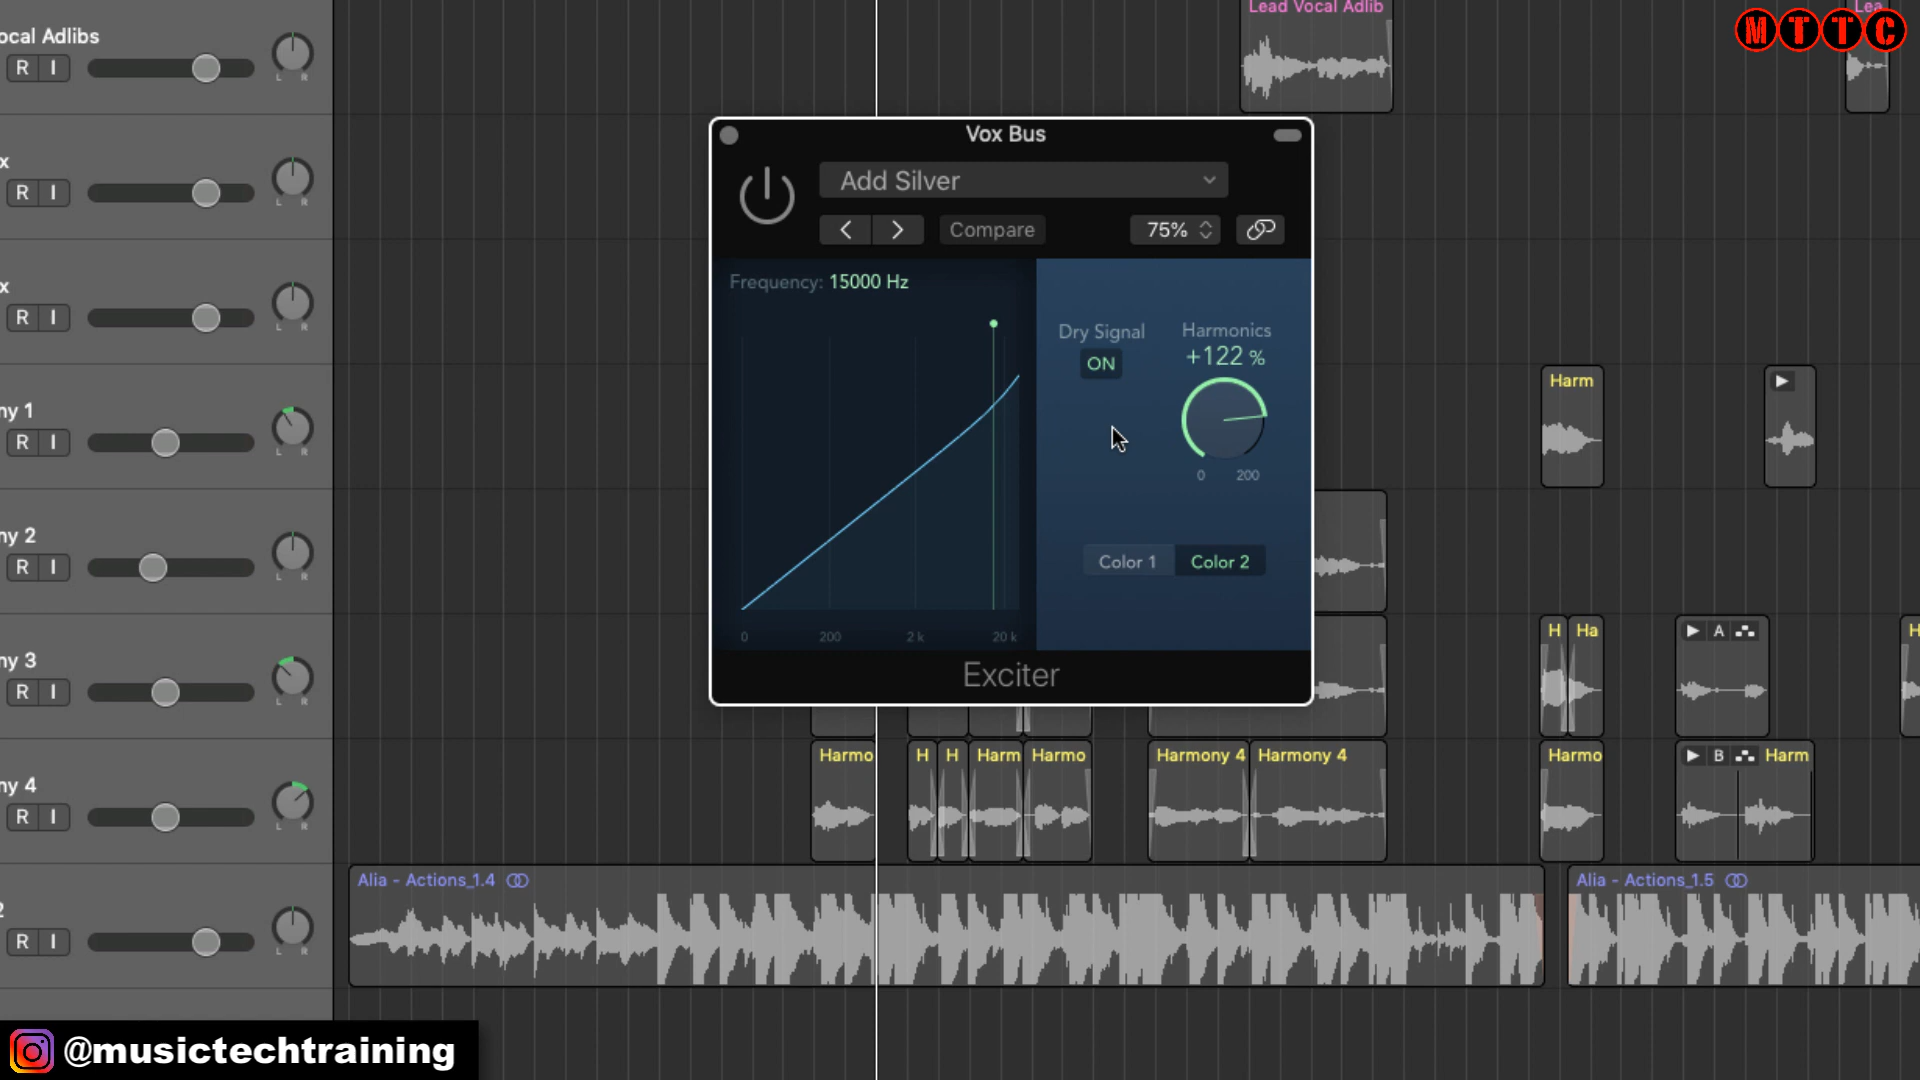 Lead Vocal Adlib
Lea
MTTC
ocal Adlibs
R I
L R
Vox Bus
x
R I
L R
Add Silver
Compare
75%
Frequency: 15000 Hz
x
R I
L R
Dry Signal
ON
Harmonics
+122 %
0 200
Color 1
Color 2
0 200 2 k 20 k
Exciter
ny 1
R I
L R
Harm
ny 2
R I
L R
ny 3
R I
L R
H Ha
A
H
ny 4
R I
L R
Harmo
H
H
Harm
Harmo
Harmony 4
Harmony 4
Harmo
B
Harm
2
R I
L R
Alia - Actions_1.4
Alia - Actions_1.5
@musictechtraining